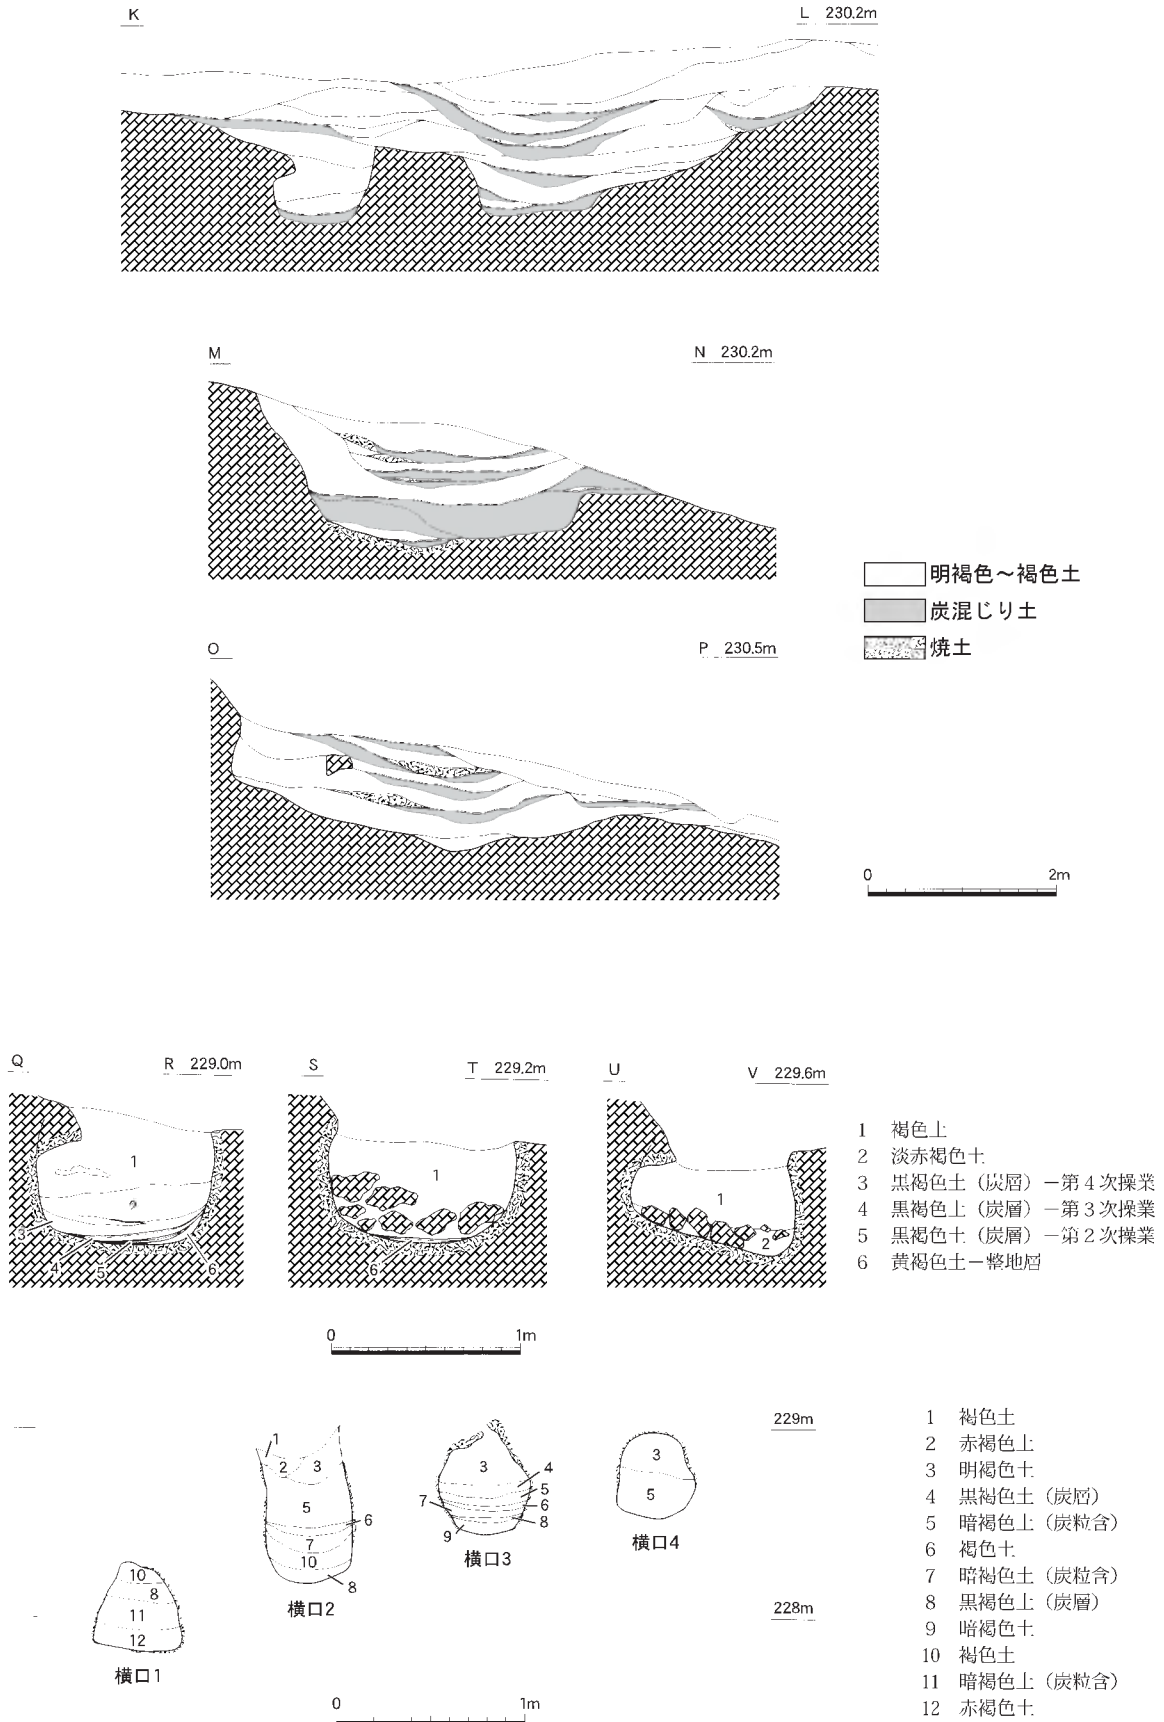 K
L 230.2m
M
N 230.2m
明褐色～褐色土
炭混じり土
焼土
O
P 230.5m
0 2m
Q
R 229.0m
S
T 229.2m
U
V 229.6m
1
2
3
4
5
6
1
6
1
2
1 褐色土
2 淡赤褐色土
3 黒褐色土（炭層）－第4次操業
4 黒褐色土（炭層）－第3次操業
5 黒褐色土（炭層）－第2次操業
6 黄褐色土－整地層
0 1m
229m
1
2
3
5
6
7
10
8
横口2
3
4
5
6
7
8
9
横口3
3
5
横口4
10
8
11
12
横口1
228m
1 褐色土
2 赤褐色土
3 明褐色土
4 黒褐色土（炭層）
5 暗褐色土（炭粒含）
6 褐色土
7 暗褐色土（炭粒含）
8 黒褐色土（炭層）
9 暗褐色土
10 褐色土
11 暗褐色土（炭粒含）
12 赤褐色土
0 1m